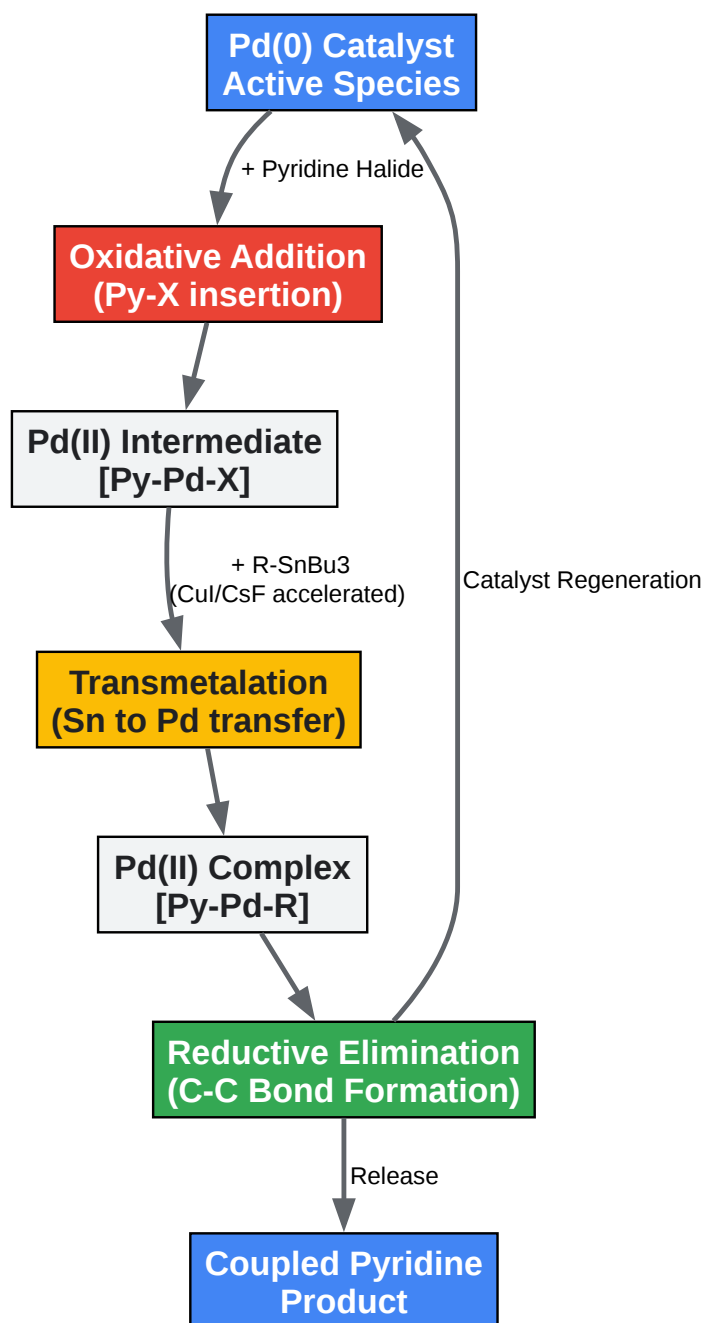 Pd(0) Catalyst
Active Species
+ Pyridine Halide
Oxidative Addition
(Py-X insertion)
Pd(II) Intermediate
[Py-Pd-X]
+ R-SnBu3
(CuI/CsF accelerated)
Catalyst Regeneration
Transmetalation
(Sn to Pd transfer)
Pd(II) Complex
[Py-Pd-R]
Reductive Elimination
(C-C Bond Formation)
Release
Coupled Pyridine
Product